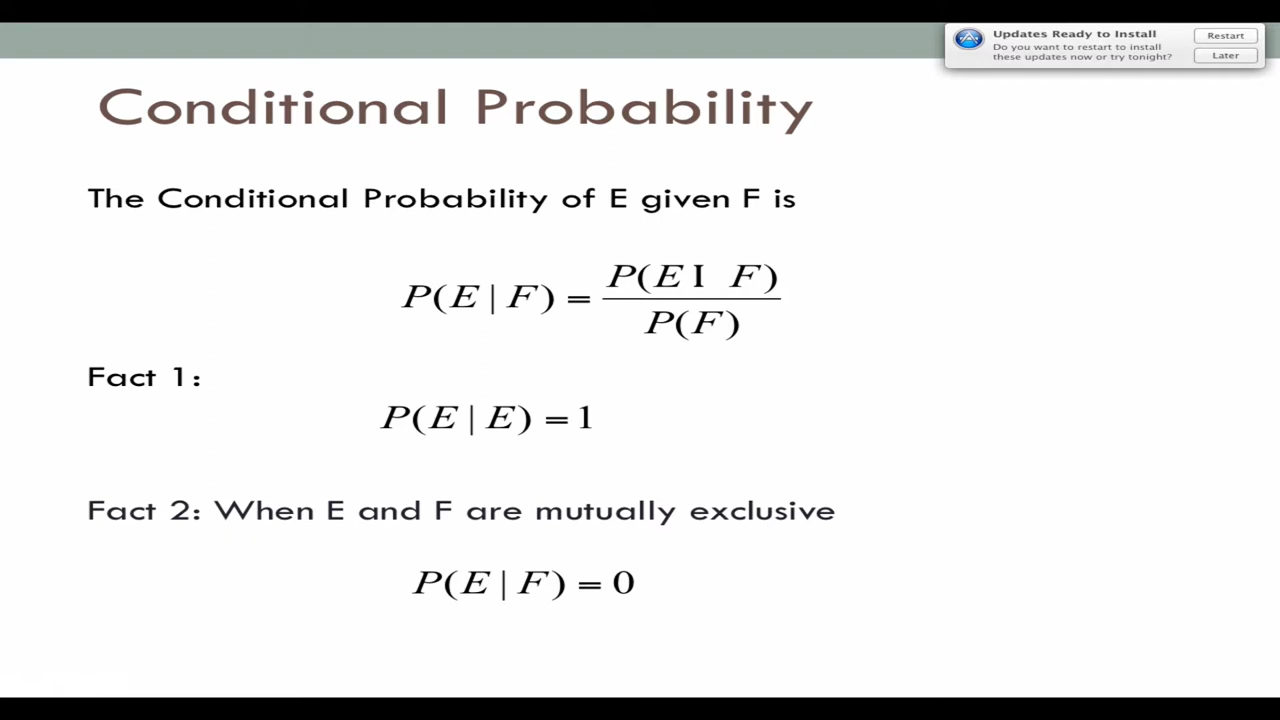 Updates Ready to Install
Do you want to restart to install
these updates now or try tonight?
Restart
Later
Conditional Probability
The Conditional Probability of E given F is
P(E | F) = P(E I F) / P(F)
Fact 1:
P(E | E) = 1
Fact 2: When E and F are mutually exclusive
P(E | F) = 0